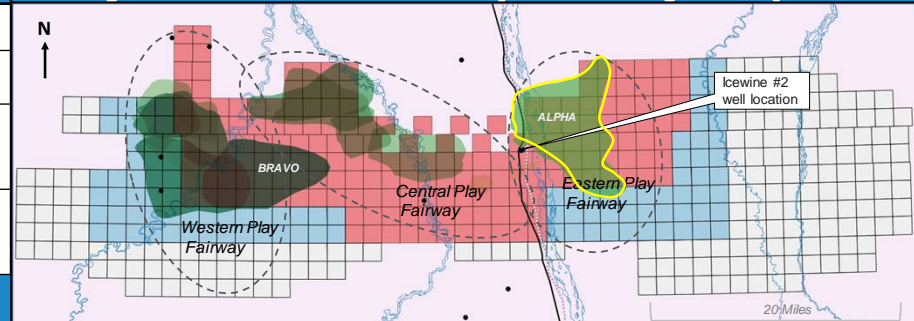 N
Icewine #2
well location
ALPHA
BRAVO
Eastern Play
Fairway
Central Play
Fairway
Western Play
Fairway
20 Miles